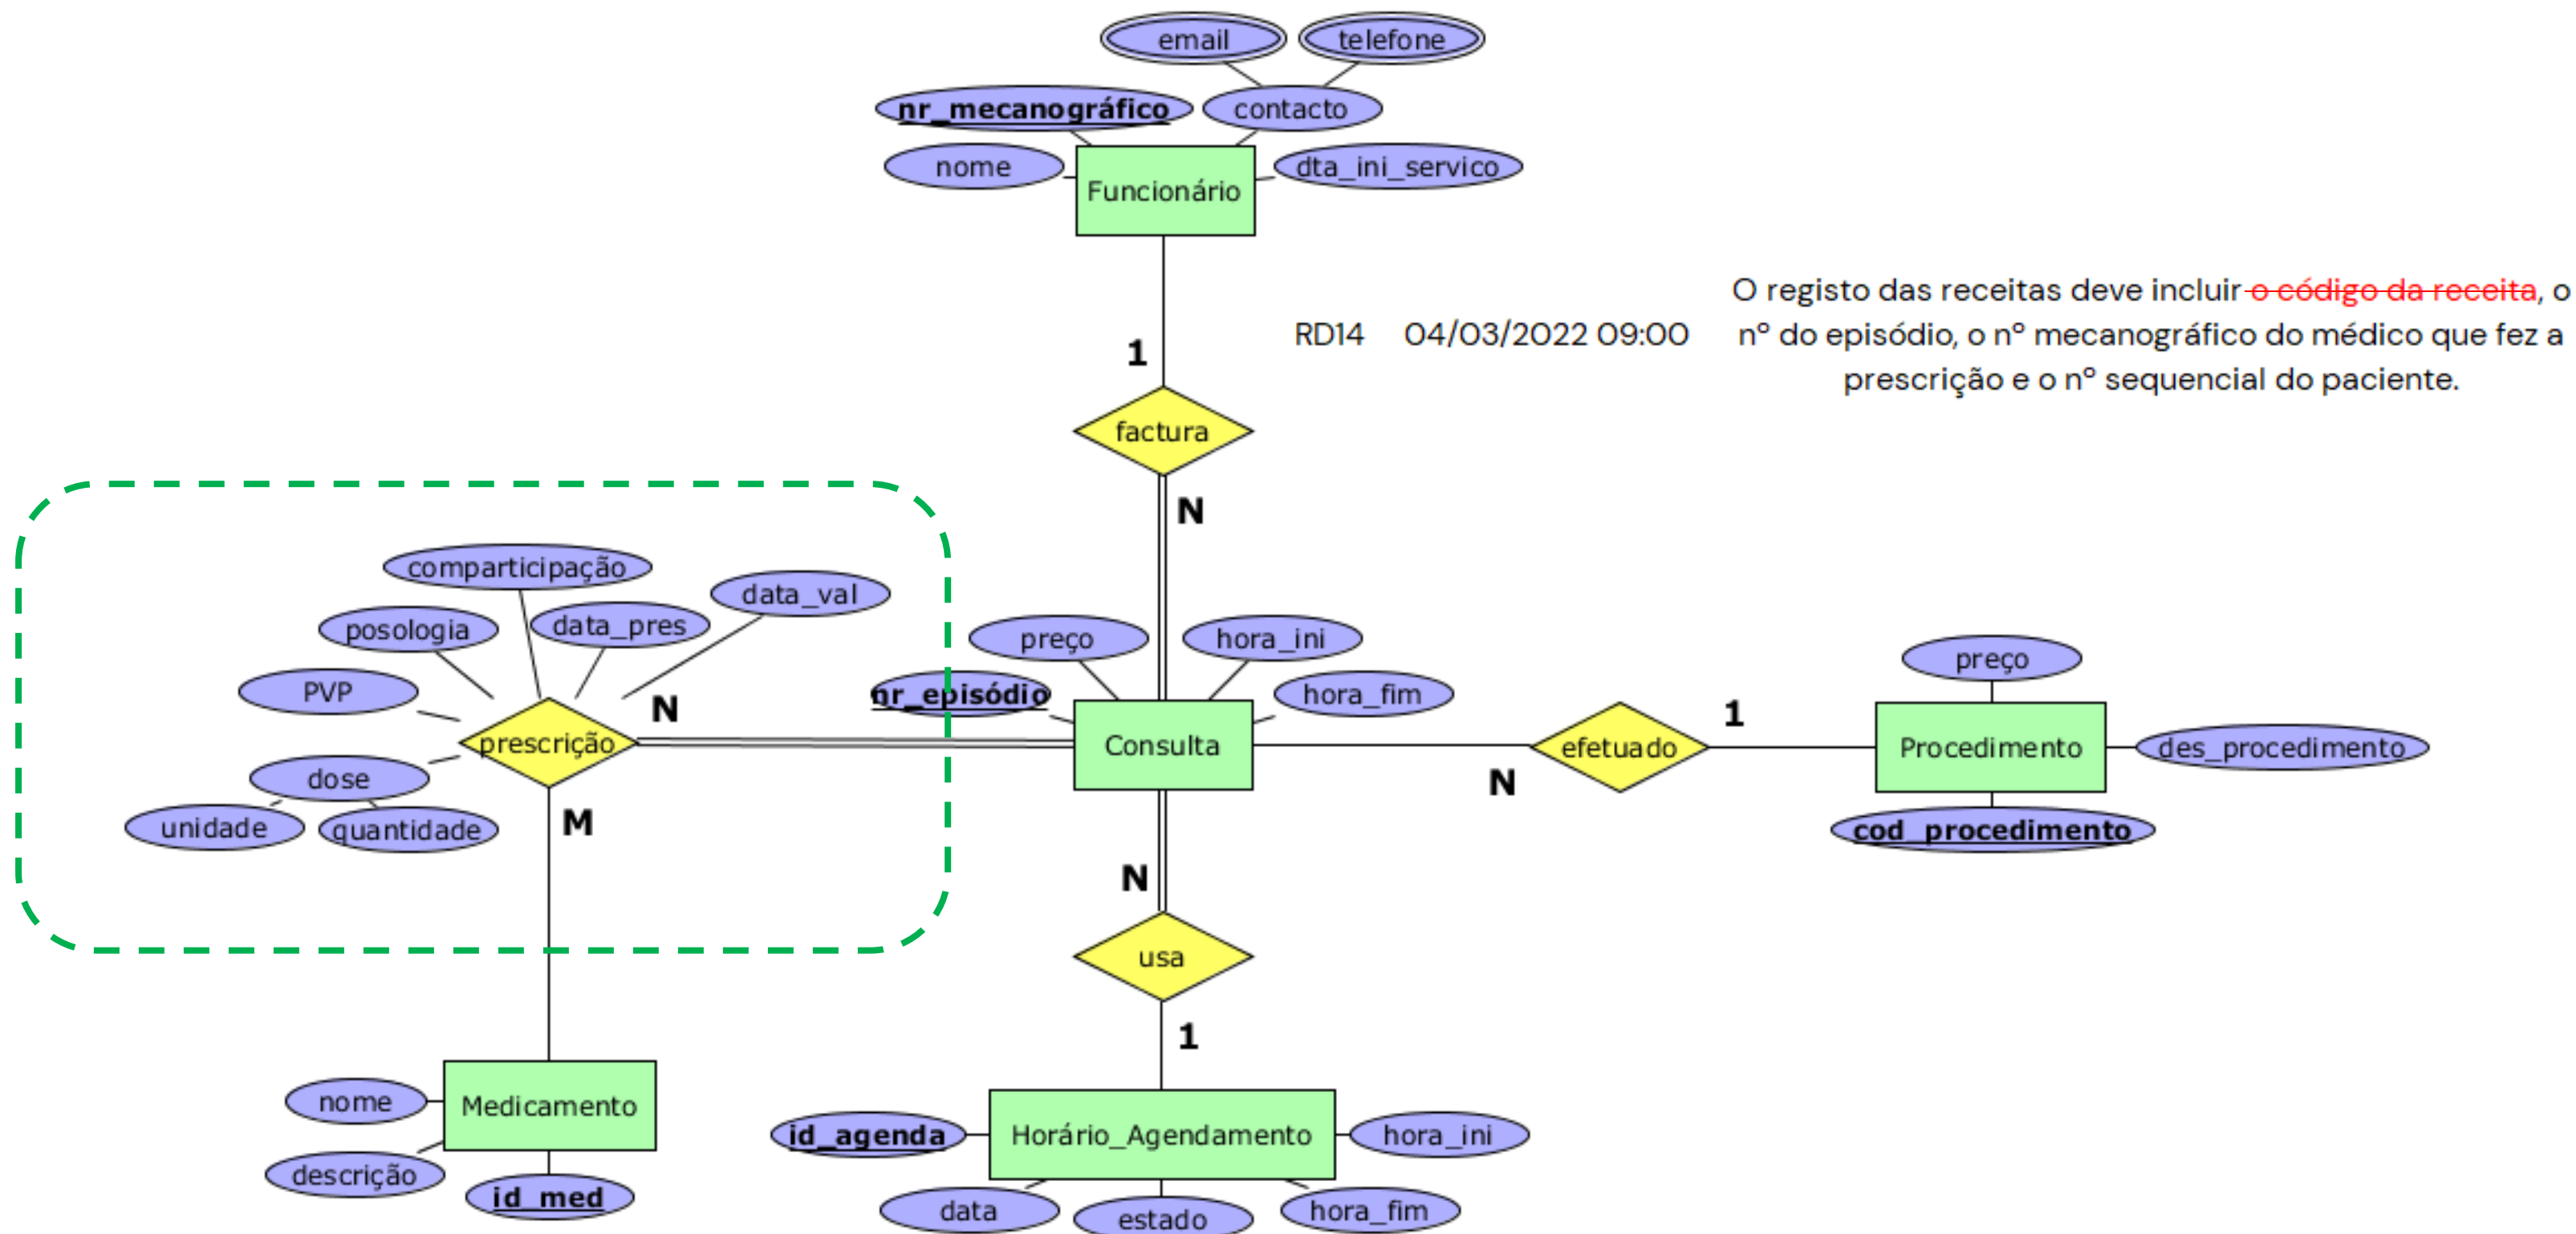 email
telefone
nr_mecanográfico
contacto
nome
dta_ini_servico
Funcionário
O registo das receitas deve incluir o código da receita, o
RD14 04/03/2022 09:00 nº do episódio, o nº mecanográfico do médico que fez a
prescrição e o nº sequencial do paciente.
1
factura
N
comparticipação
data_val
posologia
data_pres
preço
hora_ini
preço
PVP
N
nr_episódio
hora_fim
1
prescrição
Consulta
efetuado
Procedimento
des_procedimento
dose
N
unidade
quantidade
M
cod_procedimento
N
usa
1
nome
Medicamento
id_agenda
Horário_Agendamento
hora_ini
descrição
id_med
data
estado
hora_fim